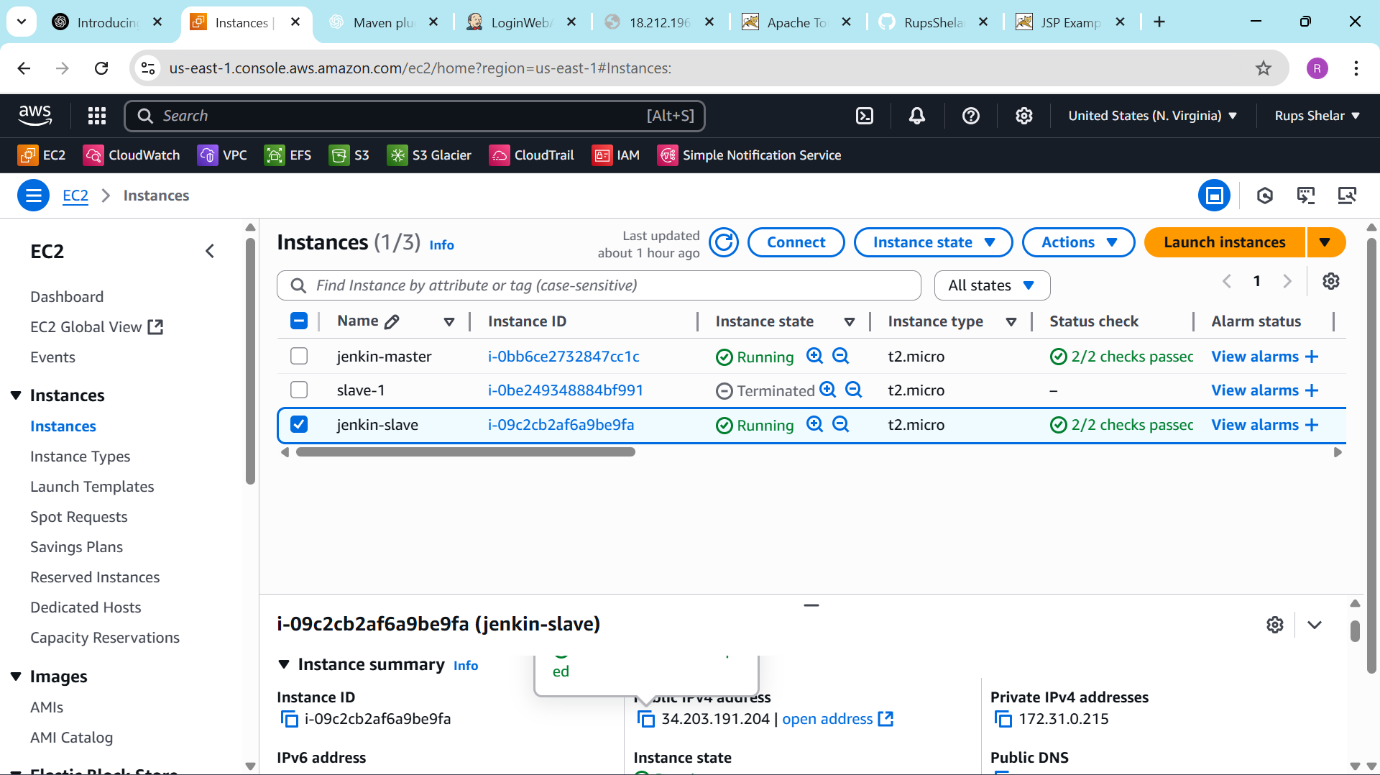 Introducin
Instances |
Maven plu
LoginWeb/
18.212.196
Apache To
RupsShela
JSP Examp
us-east-1.console.aws.amazon.com/ec2/home?region=us-east-1#Instances:
R
aws
Search
[Alt+S]
United States (N. Virginia)
Rups Shelar
EC2
CloudWatch
VPC
EFS
S3
S3 Glacier
CloudTrail
IAM
Simple Notification Service
EC2 > Instances
EC2
Dashboard
EC2 Global View
Events
Instances
Instances
Instance Types
Launch Templates
Spot Requests
Savings Plans
Reserved Instances
Dedicated Hosts
Capacity Reservations
Images
AMIs
AMI Catalog
Elastic Block Store
Instances (1/3) Info
Last updated
about 1 hour ago
Connect
Instance state
Actions
Launch instances
Find Instance by attribute or tag (case-sensitive)
All states
1
Name Instance ID Instance state Instance type Status check Alarm status
jenkin-master i-0bb6ce2732847cc1c Running t2.micro 2/2 checks passec View alarms +
slave-1 i-0be249348884bf991 Terminated t2.micro – View alarms +
jenkin-slave i-09c2cb2af6a9be9fa Running t2.micro 2/2 checks passec View alarms +
i-09c2cb2af6a9be9fa (jenkin-slave)
Instance summary Info
ed
Instance ID
i-09c2cb2af6a9be9fa
Public IPv4 address
34.203.191.204 | open address
Private IPv4 addresses
172.31.0.215
IPv6 address
Instance state
Public DNS